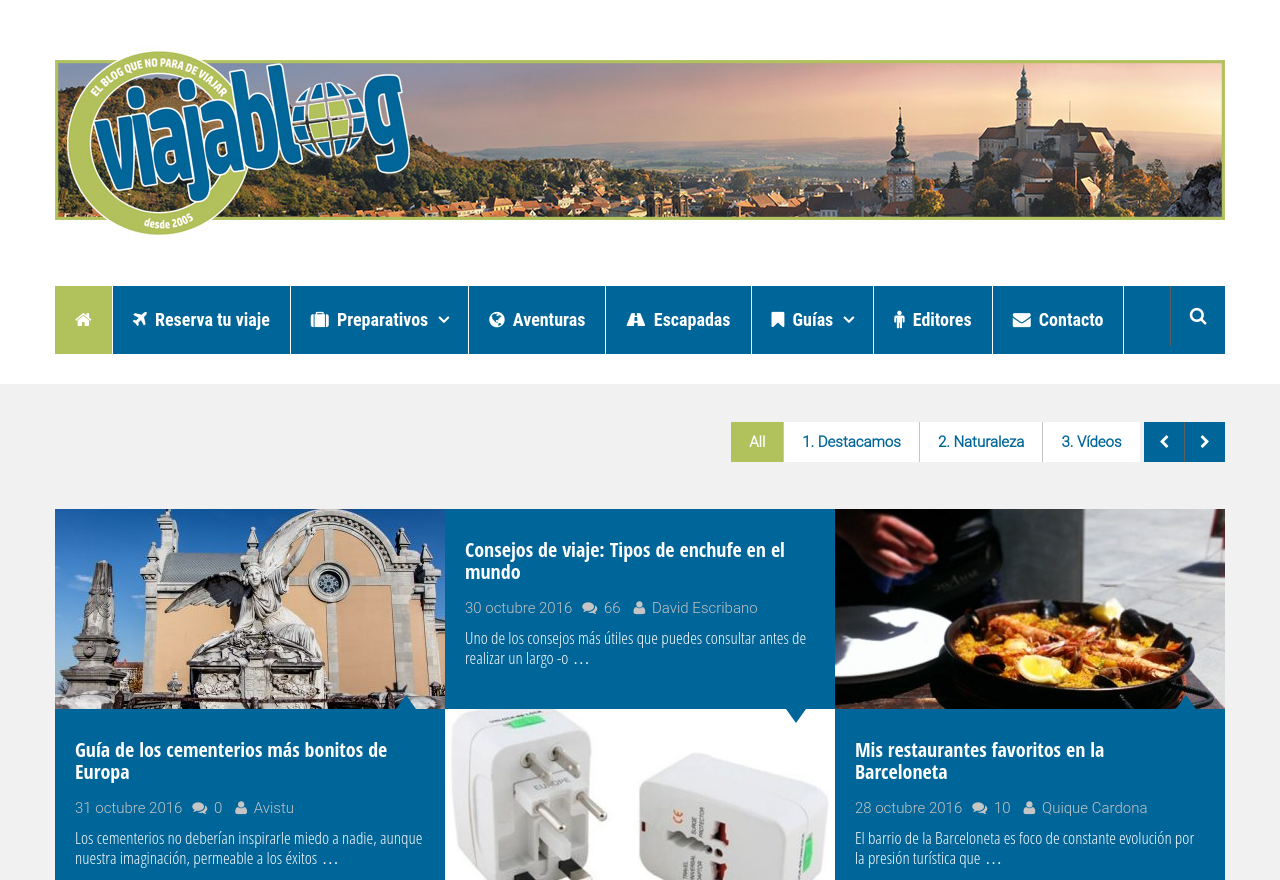 EL BLOG QUE NO PARA DE VIAJAR
viajablog
desde 2005
Reserva tu viaje
Preparativos
Aventuras
Escapadas
Guías
Editores
Contacto
All
1. Destacamos
2. Naturaleza
3. Vídeos
Consejos de viaje: Tipos de enchufe en el
mundo
30 octubre 2016 66 David Escribano
Uno de los consejos más útiles que puedes consultar antes de
realizar un largo -o …
Guía de los cementerios más bonitos de
Europa
31 octubre 2016 0 Avistu
Los cementerios no deberían inspirarle miedo a nadie, aunque
nuestra imaginación, permeable a los éxitos …
EUROPE
CE
SURGE
PROTECTOR
Mis restaurantes favoritos en la
Barceloneta
28 octubre 2016 10 Quique Cardona
El barrio de la Barceloneta es foco de constante evolución por
la presión turística que …